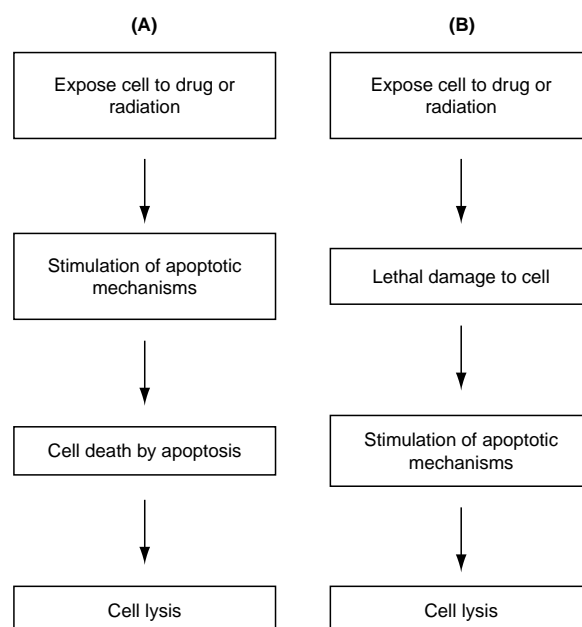 (A)
Expose cell to drug or
radiation
Stimulation of apoptotic
mechanisms
Cell death by apoptosis
Cell lysis
(B)
Expose cell to drug or
radiation
Lethal damage to cell
Stimulation of apoptotic
mechanisms
Cell lysis